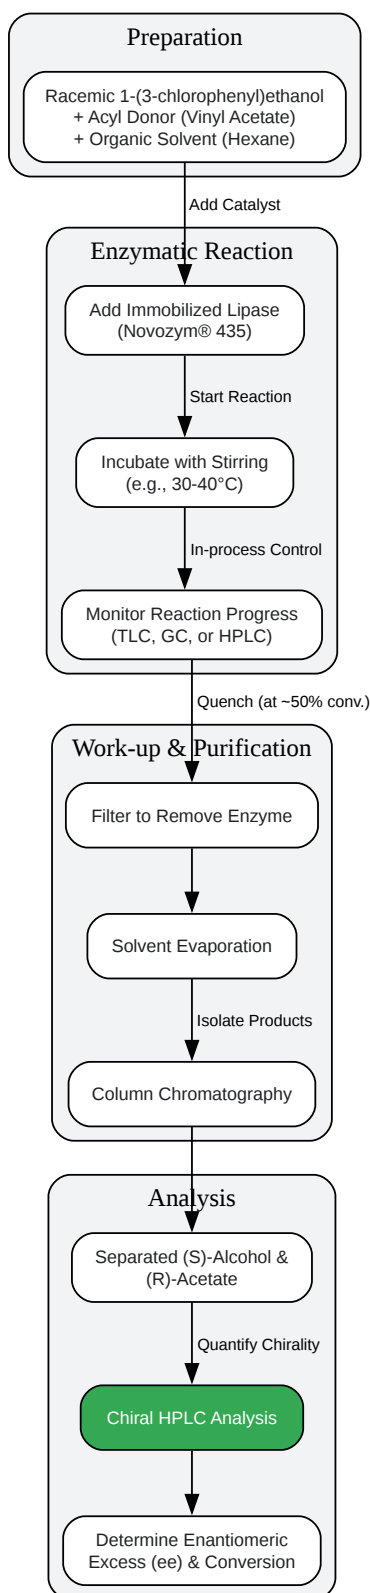 Preparation
Racemic 1-(3-chlorophenyl)ethanol
+ Acyl Donor (Vinyl Acetate)
+ Organic Solvent (Hexane)
Add Catalyst
Enzymatic Reaction
Add Immobilized Lipase
(Novozym® 435)
Start Reaction
Incubate with Stirring
(e.g., 30-40°C)
In-process Control
Monitor Reaction Progress
(TLC, GC, or HPLC)
Quench (at ~50% conv.)
Work-up & Purification
Filter to Remove Enzyme
Solvent Evaporation
Isolate Products
Column Chromatography
Analysis
Separated (S)-Alcohol &
(R)-Acetate
Quantify Chirality
Chiral HPLC Analysis
Determine Enantiomeric
Excess (ee) & Conversion